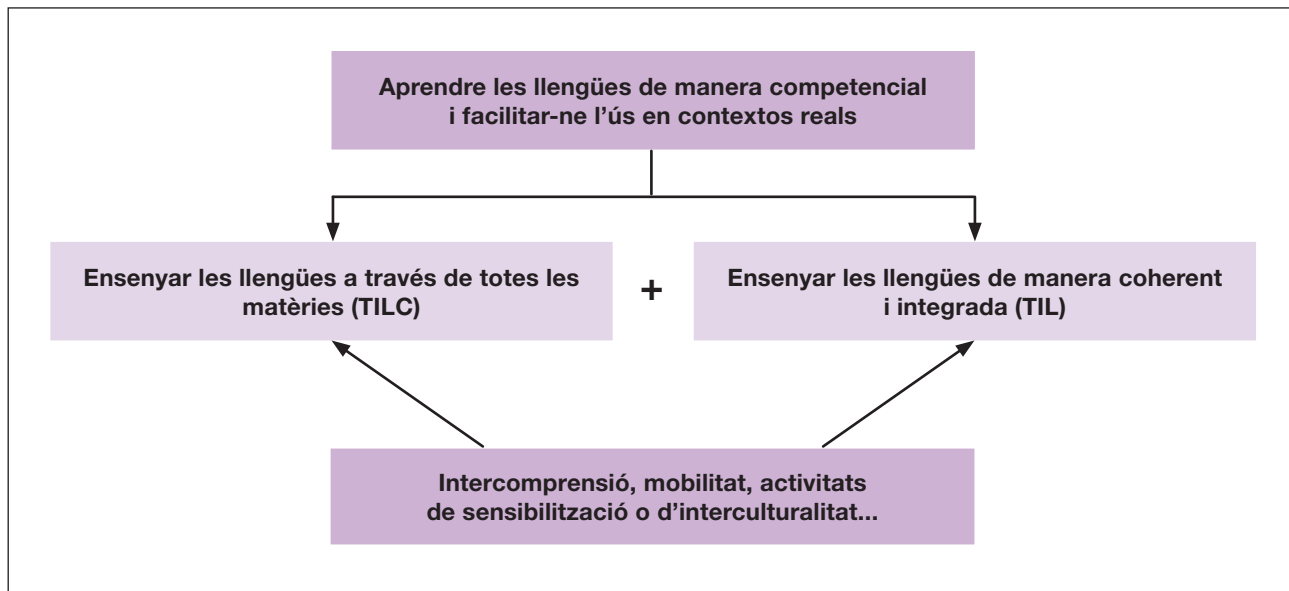 Aprendre les llengües de manera competencial
i facilitar-ne l’ús en contextos reals
Ensenyar les llengües a través de totes les
matèries (TILC)
+
Ensenyar les llengües de manera coherent
i integrada (TIL)
Intercomprensió, mobilitat, activitats
de sensibilització o d’interculturalitat...